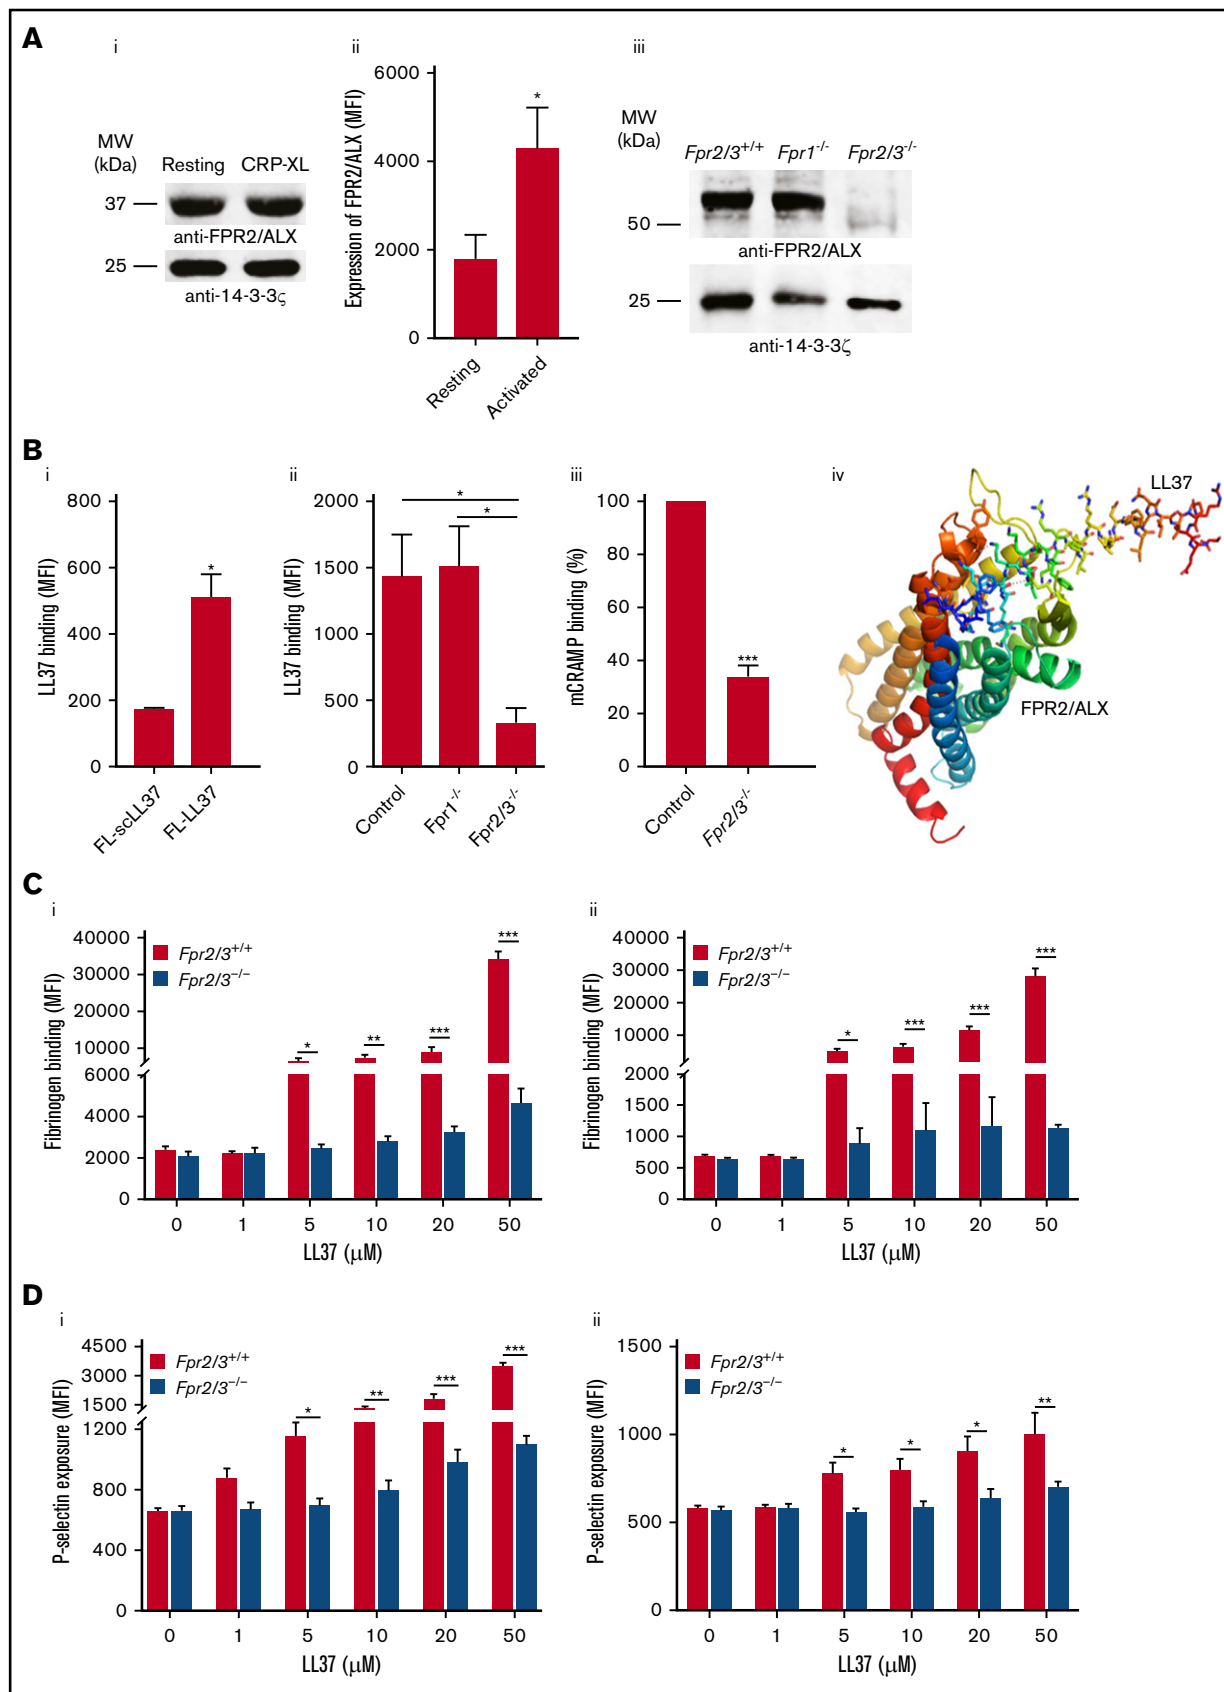 A
i
MW
(kDa)
Resting CRP-XL
37
anti-FPR2/ALX
25
anti-14-3-3ς
ii
Expression of FPR2/ALX (MFI)
6000
4000
2000
0
*
Resting
Activated
iii
MW
(kDa)
Fpr2/3+/+ Fpr1-/- Fpr2/3-/-
50
anti-FPR2/ALX
25
anti-14-3-3ζ
B
i
LL37 binding (MFI)
800
600
400
200
0
*
FL-scLL37
FL-LL37
ii
LL37 binding (MFI)
2000
1500
1000
500
0
*
*
Control
Fpr1-/-
Fpr2/3-/-
iii
mCRAMP binding (%)
100
80
60
40
20
0
***
Control
Fpr2/3-/-
iv
LL37
FPR2/ALX
C
i
Fibrinogen binding (MFI)
40000
30000
20000
10000
6000
4000
2000
0
Fpr2/3+/+
Fpr2/3−/−
* ** *** ***
0 1 5 10 20 50
LL37 (μM)
ii
Fibrinogen binding (MFI)
40000
30000
20000
10000
2000
1500
1000
500
0
Fpr2/3+/+
Fpr2/3−/−
* *** *** ***
0 1 5 10 20 50
LL37 (μM)
D
i
P-selectin exposure (MFI)
4500
3000
1500
1200
800
400
0
Fpr2/3+/+
Fpr2/3−/−
* ** *** ***
0 1 5 10 20 50
LL37 (μM)
ii
P-selectin exposure (MFI)
1500
1000
500
0
Fpr2/3+/+
Fpr2/3−/−
* * * **
0 1 5 10 20 50
LL37 (μM)